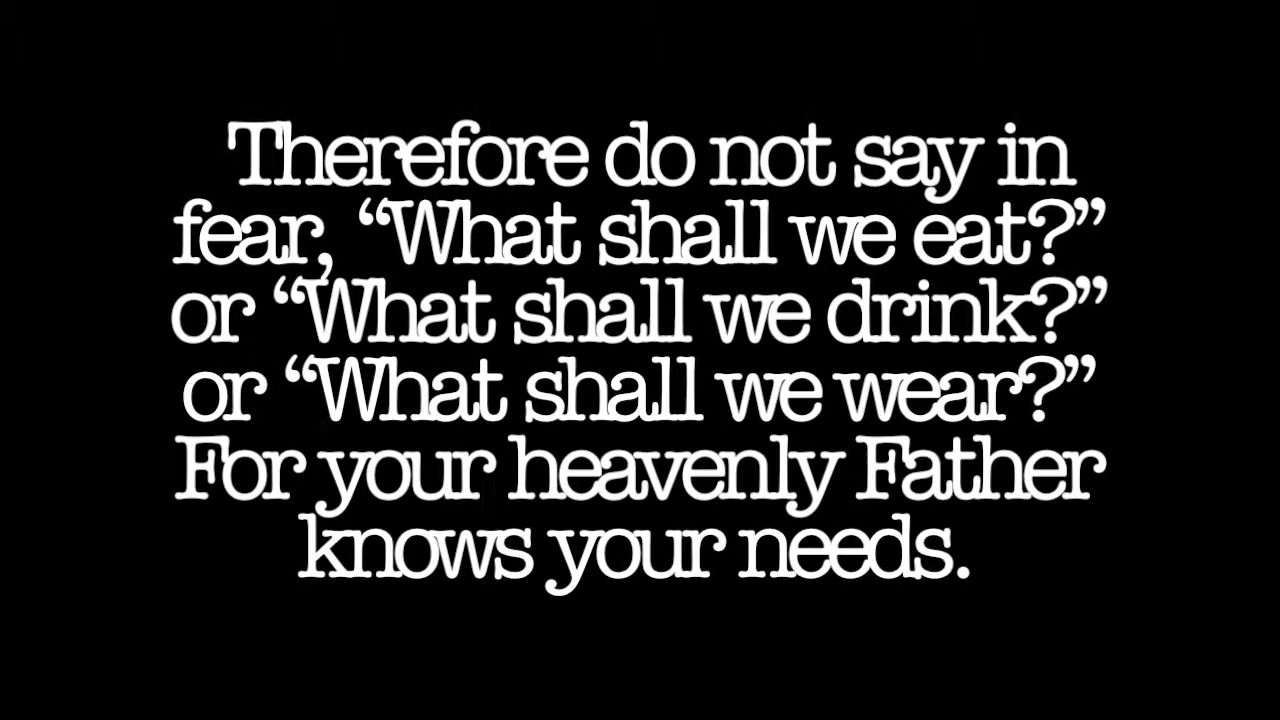 Therefore do not say in
fear, “What shall we eat?”
or “What shall we drink?”
or “What shall we wear?”
For your heavenly Father
knows your needs.